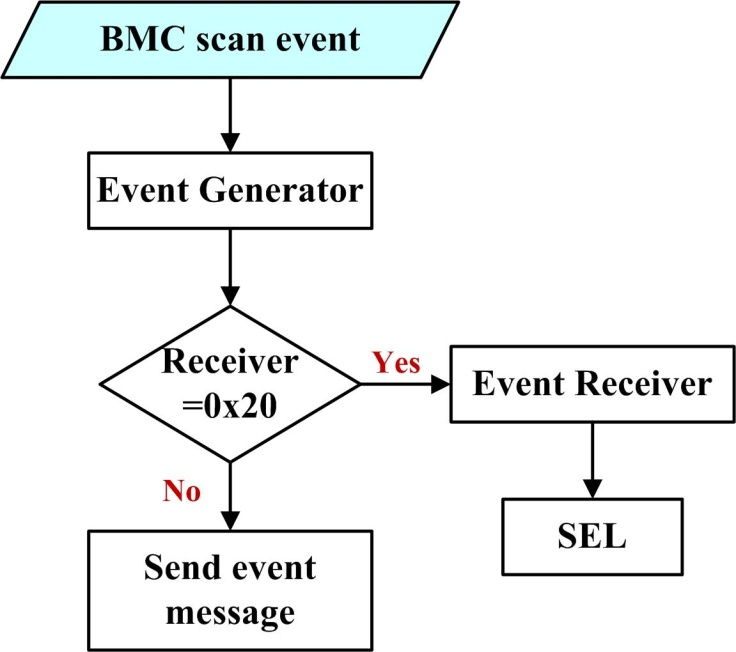 BMC scan event
Event Generator
Receiver
=0x20
Yes
Event Receiver
No
SEL
Send event
message